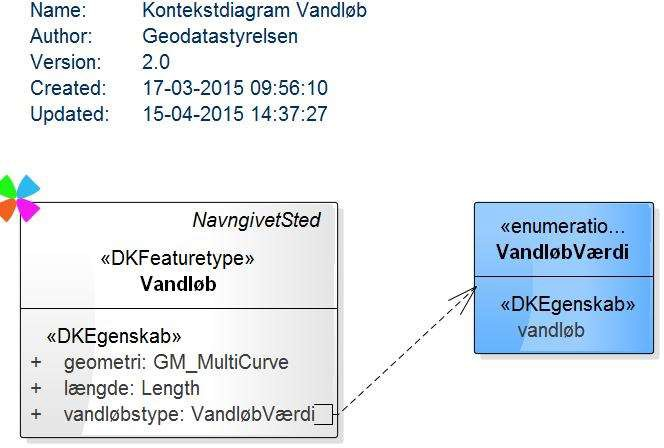 Name: Kontekstdiagram Vandløb
Author: Geodatastyrelsen
Version: 2.0
Created: 17-03-2015 09:56:10
Updated: 15-04-2015 14:37:27
NavngivetSted
«DKFeaturetype»
Vandløb
«DKEgenskab»
+ geometri: GM_MultiCurve
+ længde: Length
+ vandløbstype: VandløbVærdi
«enumeratio...
VandløbVærdi
«DKEgenskab»
vandløb